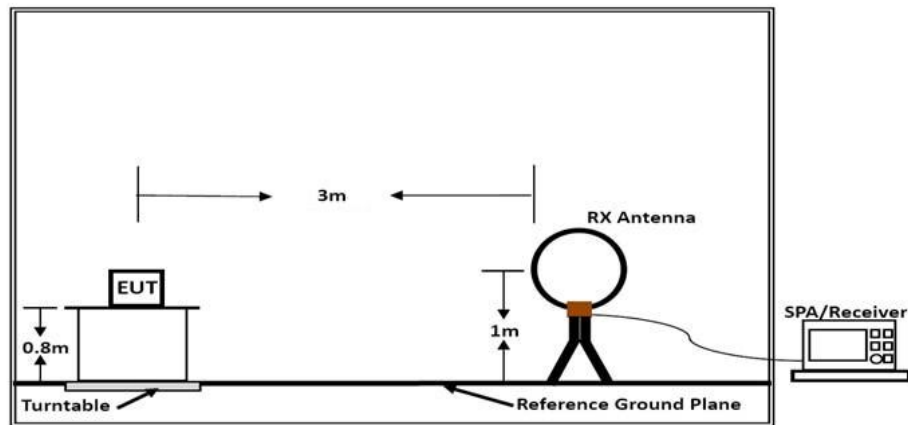 3m
RX Antenna
EUT
SPA/Receiver
0.8m
1m
Turntable
Reference Ground Plane